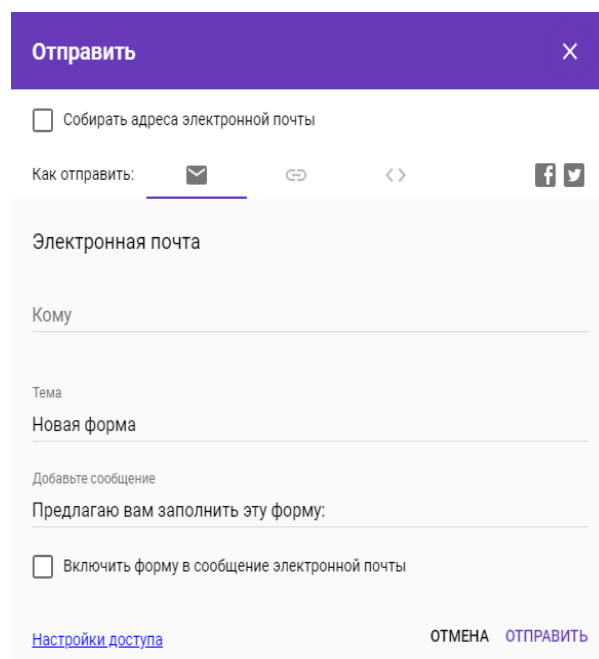 Отправить
Собирать адреса электронной почты
Как отправить:
Электронная почта
Кому
Тема
Новая форма
Добавьте сообщение
Предлагаю вам заполнить эту форму:
Включить форму в сообщение электронной почты
Настройки доступа ОТМЕНА ОТПРАВИТЬ